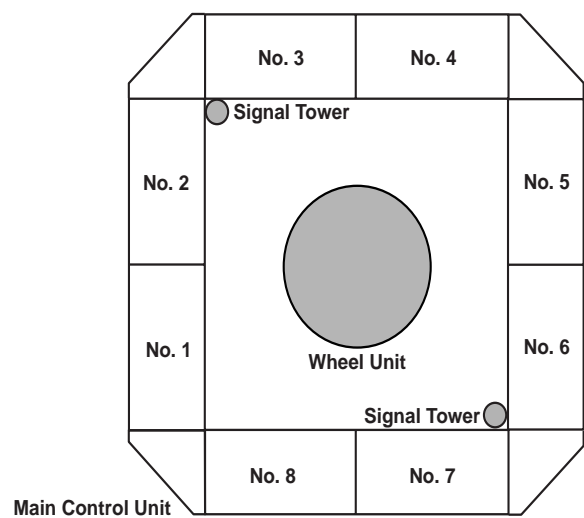 No. 3
No. 4
Signal Tower
No. 2
No. 5
No. 1
No. 6
Wheel Unit
Signal Tower
No. 8
No. 7
Main Control Unit